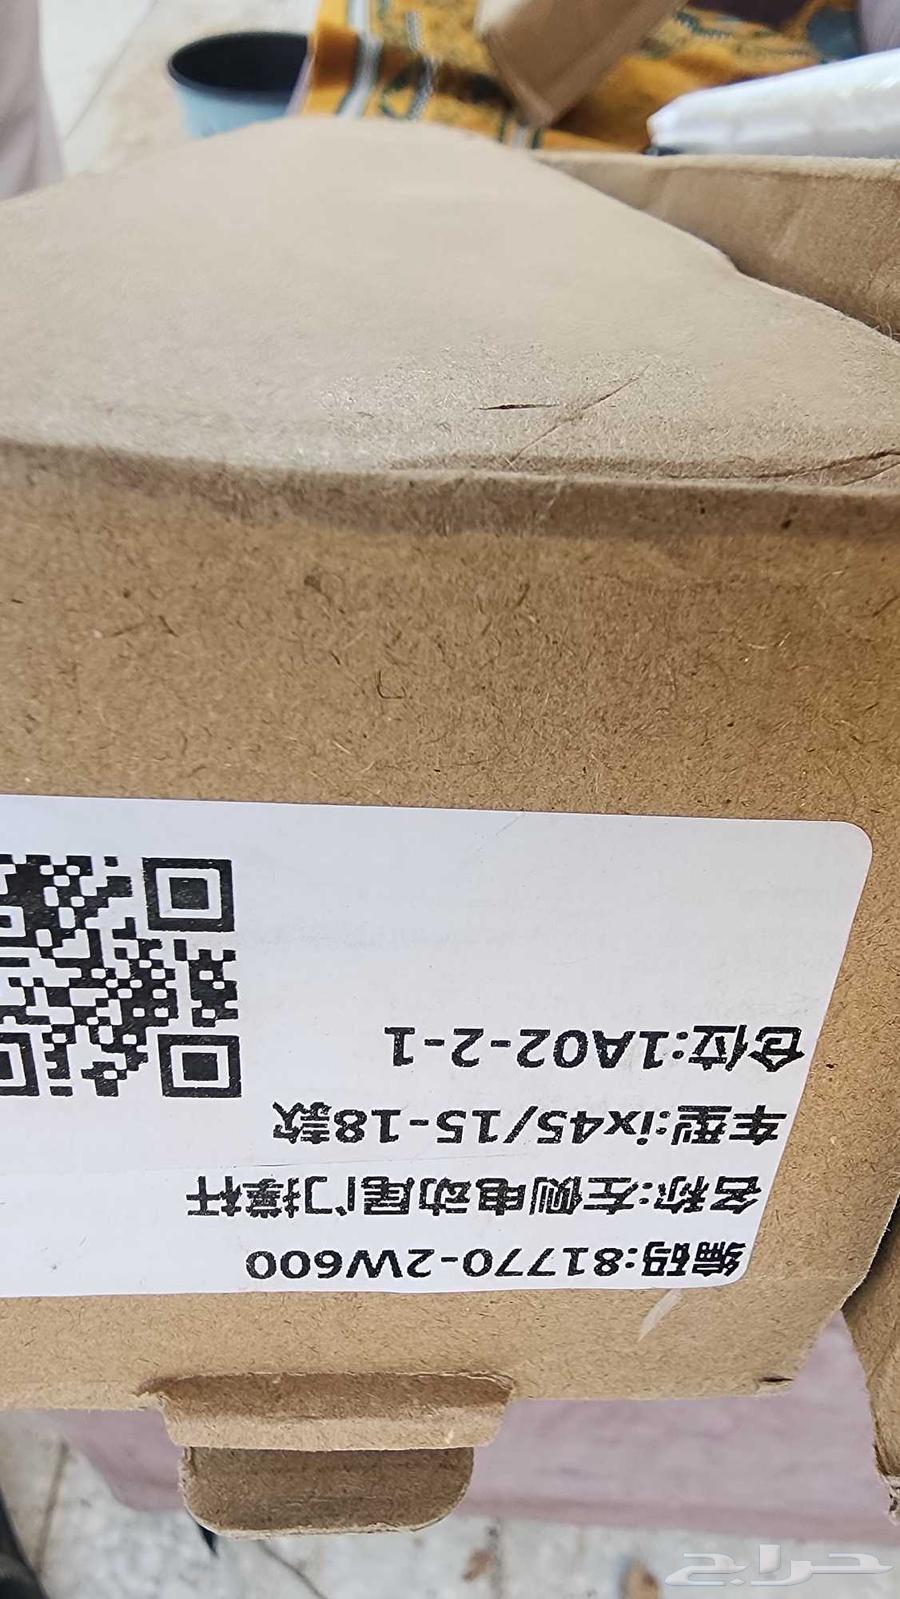 编码:81770-2W600
名称:左侧电动尾门撑杆
车型:ix45/15-18款
仓位:1A02-2-1
حراج